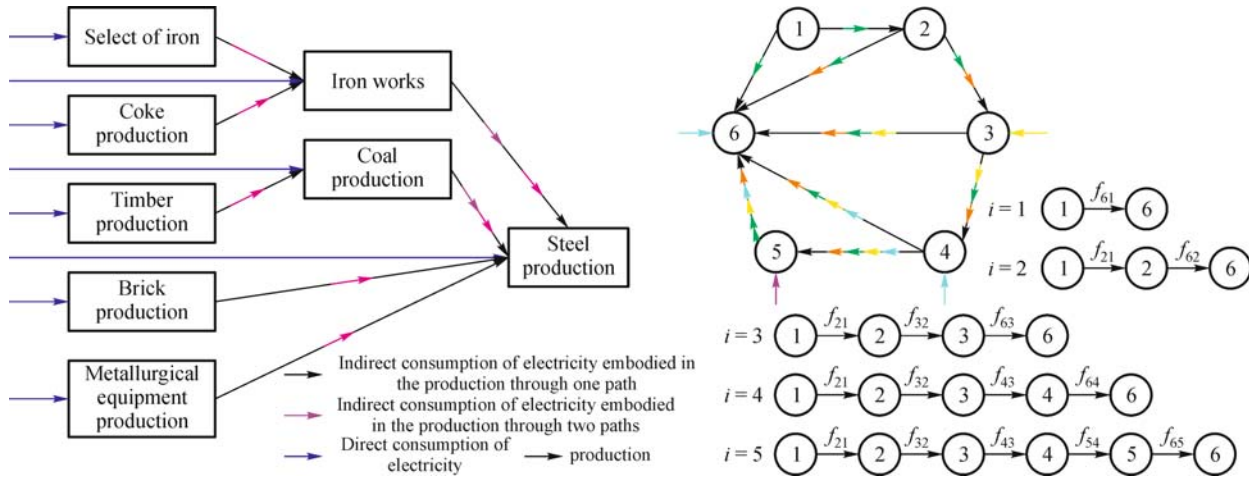 Select of iron
Iron works
Coke
production
Coal
production
Timber
production
Steel
production
Brick
production
Metallurgical
equipment
production
Indirect consumption of electricity embodied in
the production through one path
Indirect consumption of electricity embodied
in the production through two paths
Direct consumption of
electricity
production
1
2
6
3
5
4
i = 1 1 f61 6
i = 2 1 f21 2 f62 6
i = 3 1 f21 2 f32 3 f63 6
i = 4 1 f21 2 f32 3 f43 4 f64 6
i = 5 1 f21 2 f32 3 f43 4 f54 5 f65 6